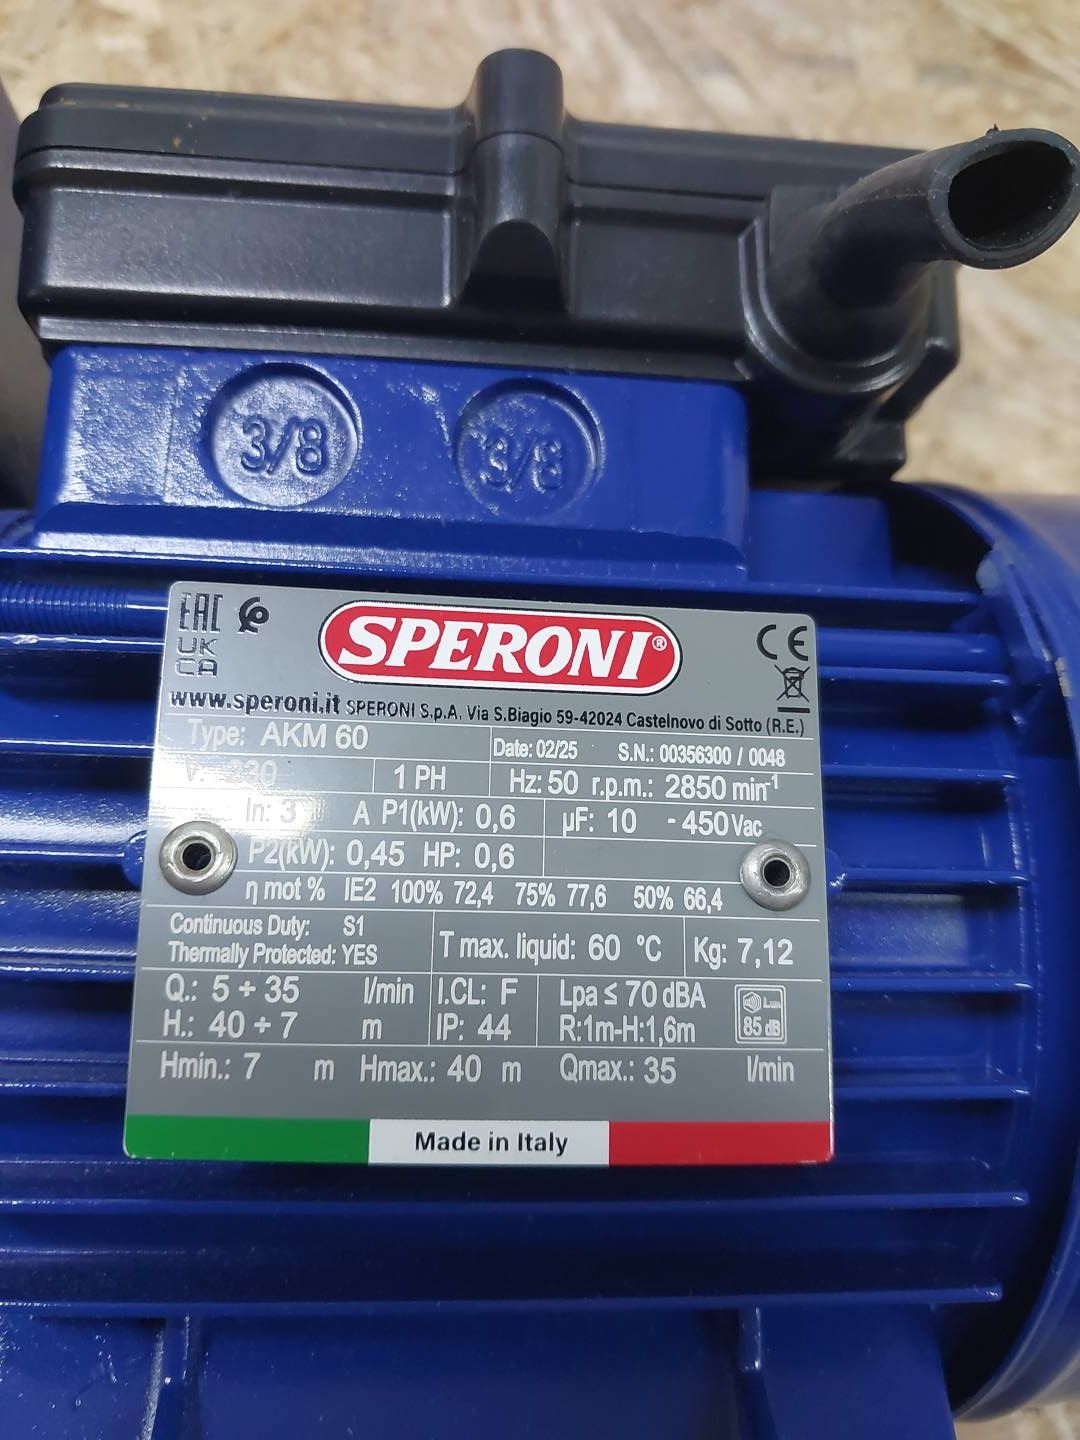 3/8 3/8
EAC
UK
CA
SPERONI®
CE
www.speroni.it SPERONI S.p.A. Via S.Biagio 59-42024 Castelnovo di Sotto (R.E.)
Type: AKM 60 Date: 02/25 S.N.: 00356300 / 0048
V.: 230 1 PH Hz: 50 r.p.m.: 2850 min-1
In: 3 A P1(kW): 0,6 µF: 10 - 450 Vac
P2(kW): 0,45 HP: 0,6
η mot % IE2 100% 72,4 75% 77,6 50% 66,4
Continuous Duty: S1
Thermally Protected: YES
T max. liquid: 60 °C Kg: 7,12
Q.: 5 ÷ 35 l/min I.CL: F Lpa ≤ 70 dBA
H.: 40 ÷ 7 m IP: 44 R:1m-H:1,6m
85 dB
Hmin.: 7 m Hmax.: 40 m Qmax.: 35 l/min
Made in Italy